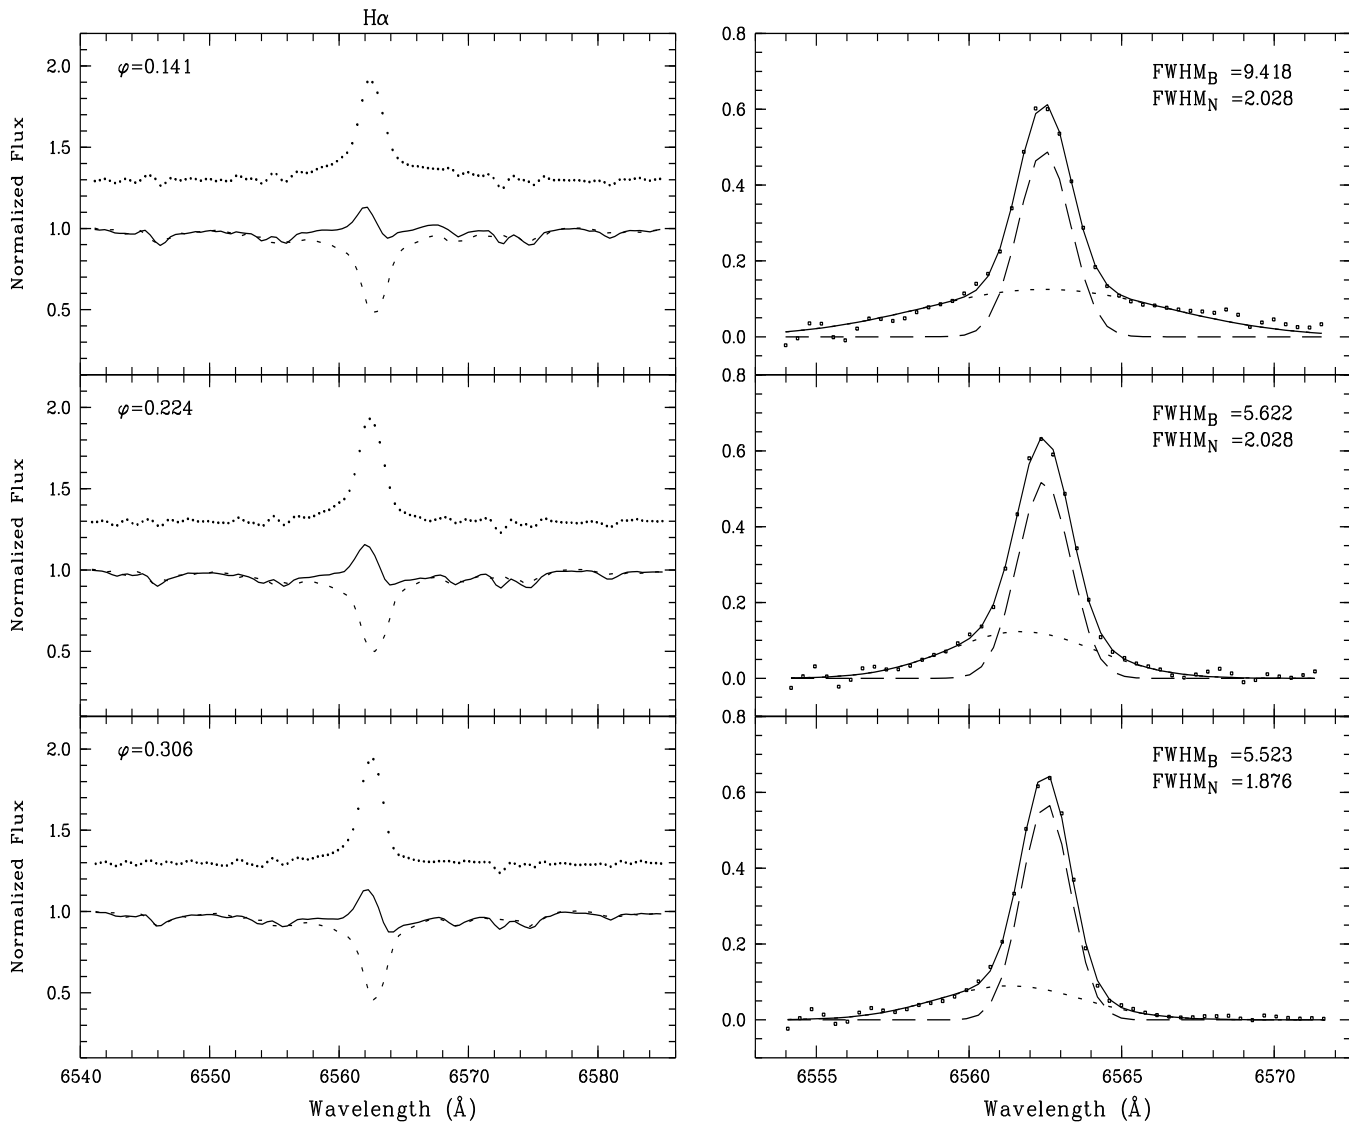 Hα
φ=0.141
Normalized Flux
2.0
1.5
1.0
0.5
φ=0.224
Normalized Flux
2.0
1.5
1.0
0.5
φ=0.306
Normalized Flux
2.0
1.5
1.0
0.5
6540 6550 6560 6570 6580
Wavelength (Å)
0.8
0.6
0.4
0.2
0.0
FWHM_B =9.418
FWHM_N =2.028
0.8
0.6
0.4
0.2
0.0
FWHM_B =5.622
FWHM_N =2.028
0.8
0.6
0.4
0.2
0.0
FWHM_B =5.523
FWHM_N =1.876
6555 6560 6565 6570
Wavelength (Å)